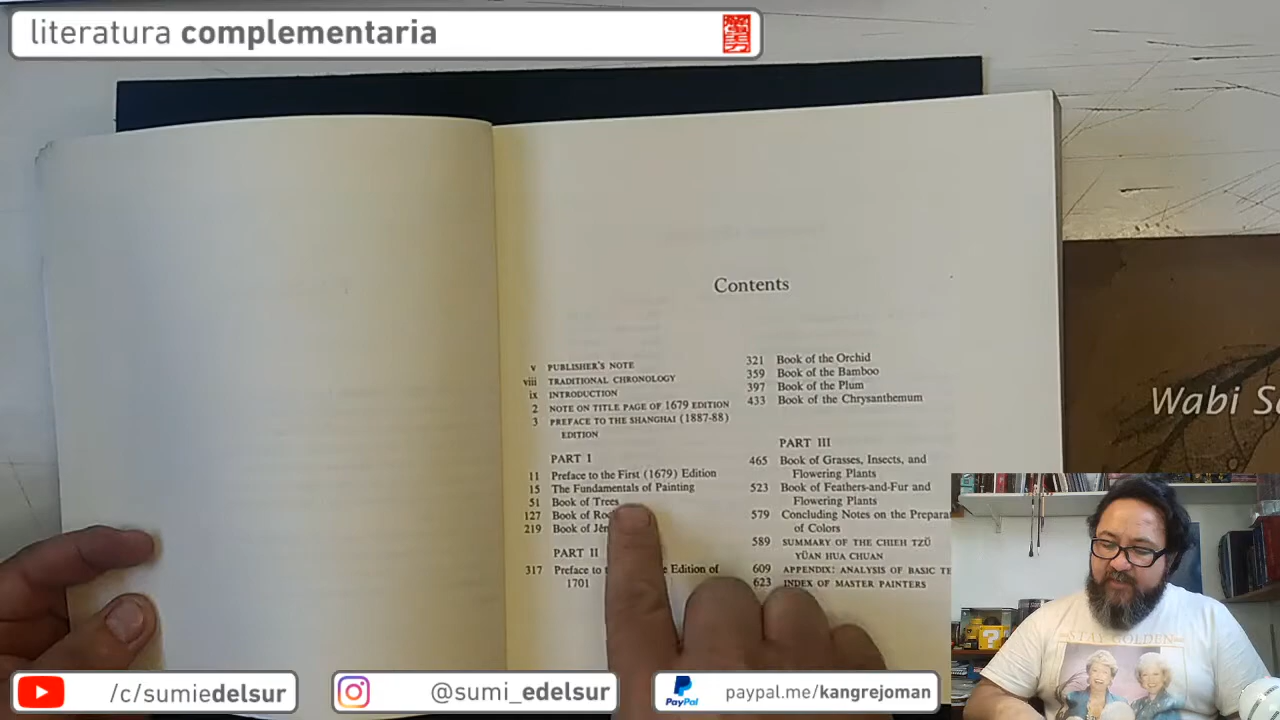 literatura complementaria
Contents
v PUBLISHER'S NOTE
viii TRADITIONAL CHRONOLOGY
ix INTRODUCTION
2 NOTE ON TITLE PAGE OF 1679 EDITION
3 PREFACE TO THE SHANGHAI (1887-88)
EDITION
PART I
11 Preface to the First (1679) Edition
15 The Fundamentals of Painting
51 Book of Trees
127 Book of
219 Book of
PART II
317 Preface to Edition of
1701
321 Book of the Orchid
359 Book of the Bamboo
397 Book of the Plum
433 Book of the Chrysanthemum
PART III
465 Book of Grasses, Insects, and
Flowering Plants
523 Book of Feathers-and-Fur and
Flowering Plants
579 Concluding Notes on the
of Colors
589 SUMMARY OF THE CHIEH TZŬ
YÜAN HUA CHUAN
609 APPENDIX: ANALYSIS OF BASIC
623 INDEX OF MASTER PAINTERS
Wabi
STAY GOLDEN
/c/sumiedelsur
@sumi_edelsur
PayPal
paypal.me/kangrejoman